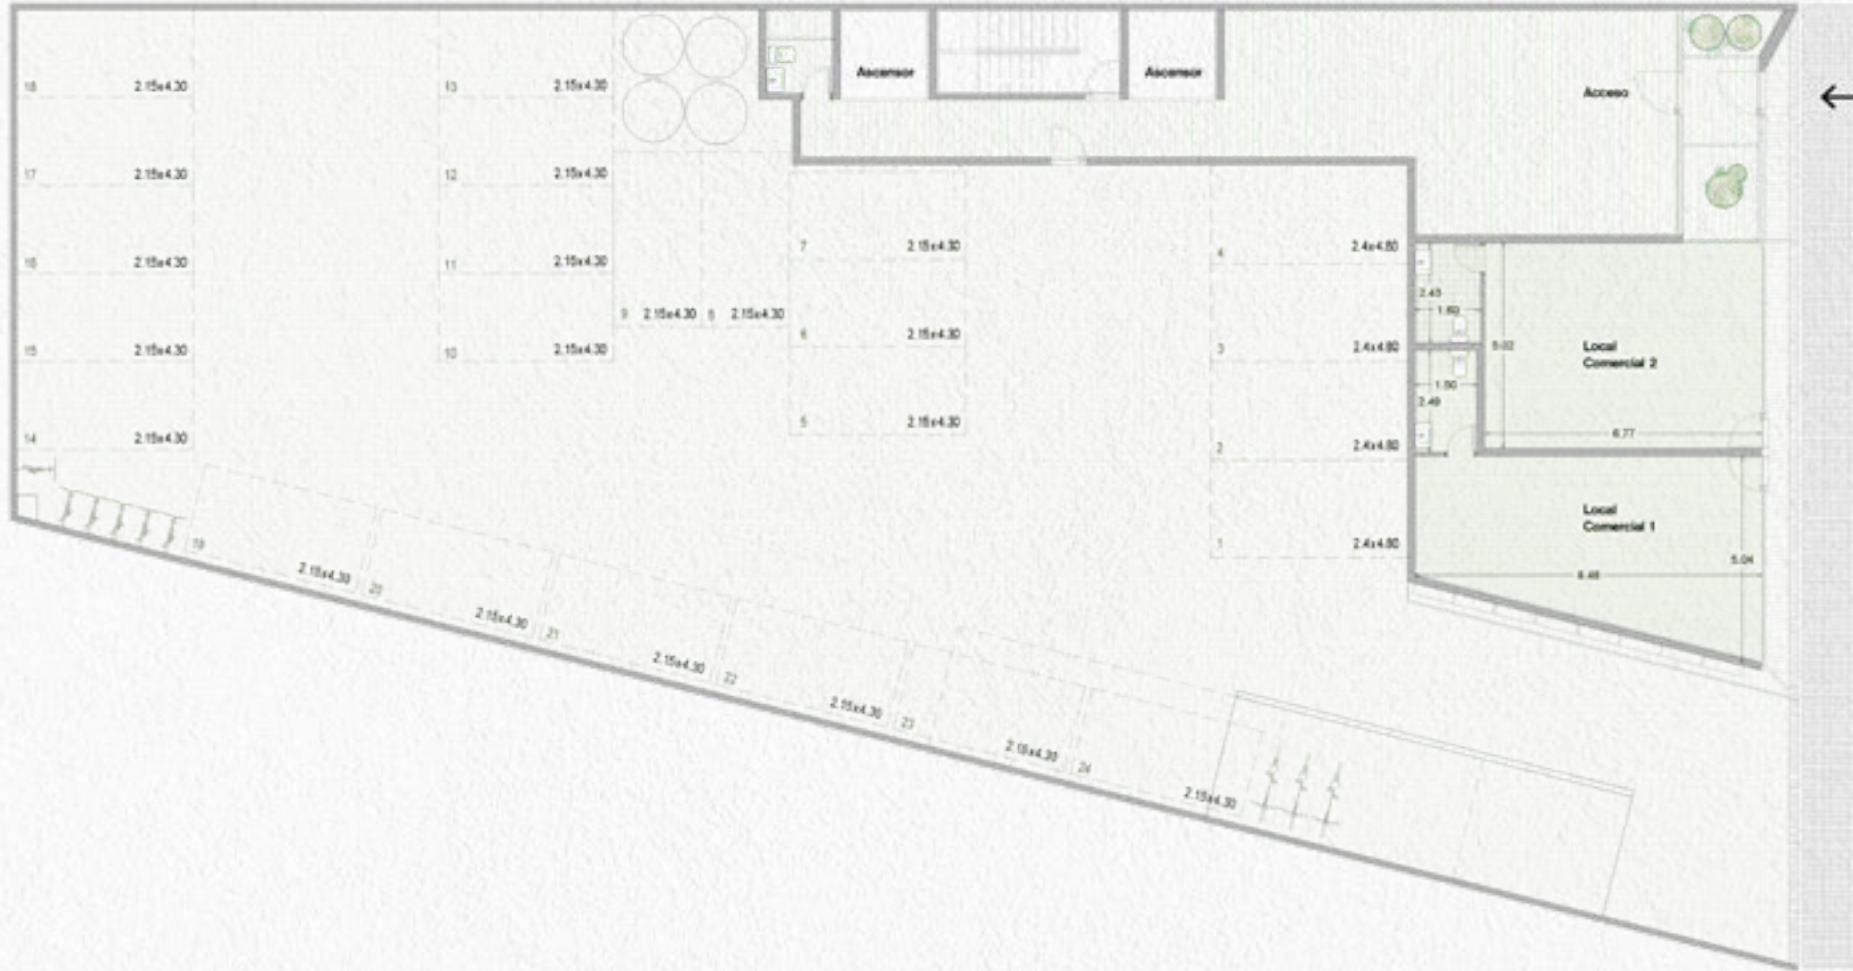 18
2.15x4.30
13
2.15x4.30
Ascensor
Ascensor
Acceso
17
2.15x4.30
12
2.15x4.30
16
2.15x4.30
11
2.15x4.30
7
2.15x4.30
4
2.4x4.80
9
2.15x4.30
8
2.15x4.30
2.43
1.60
15
2.15x4.30
10
2.15x4.30
6
2.15x4.30
3
2.4x4.80
5.02
Local
Comercial 2
1.50
2.49
14
2.15x4.30
5
2.15x4.30
2
2.4x4.80
6.77
Local
Comercial 1
1
2.4x4.80
5.04
8.48
19
2.15x4.30
20
2.15x4.30
21
2.15x4.30
22
2.15x4.30
23
2.15x4.30
24
2.15x4.30